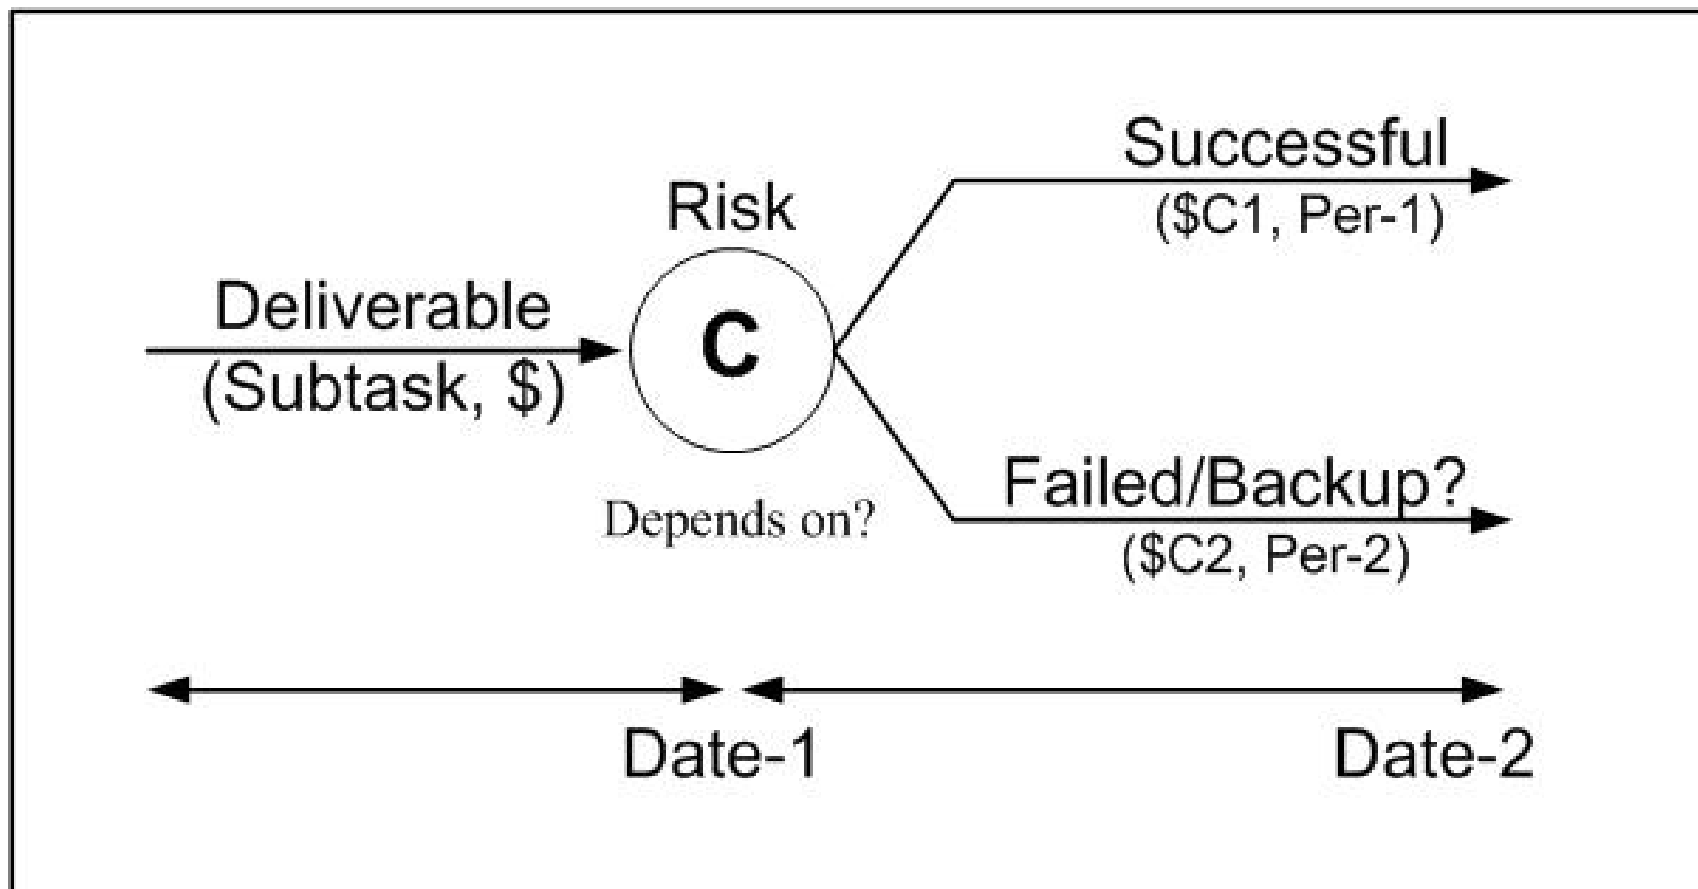 Successful
($C1, Per-1)
Risk
C
Deliverable
(Subtask, $)
Depends on?
Failed/Backup?
($C2, Per-2)
Date-1
Date-2